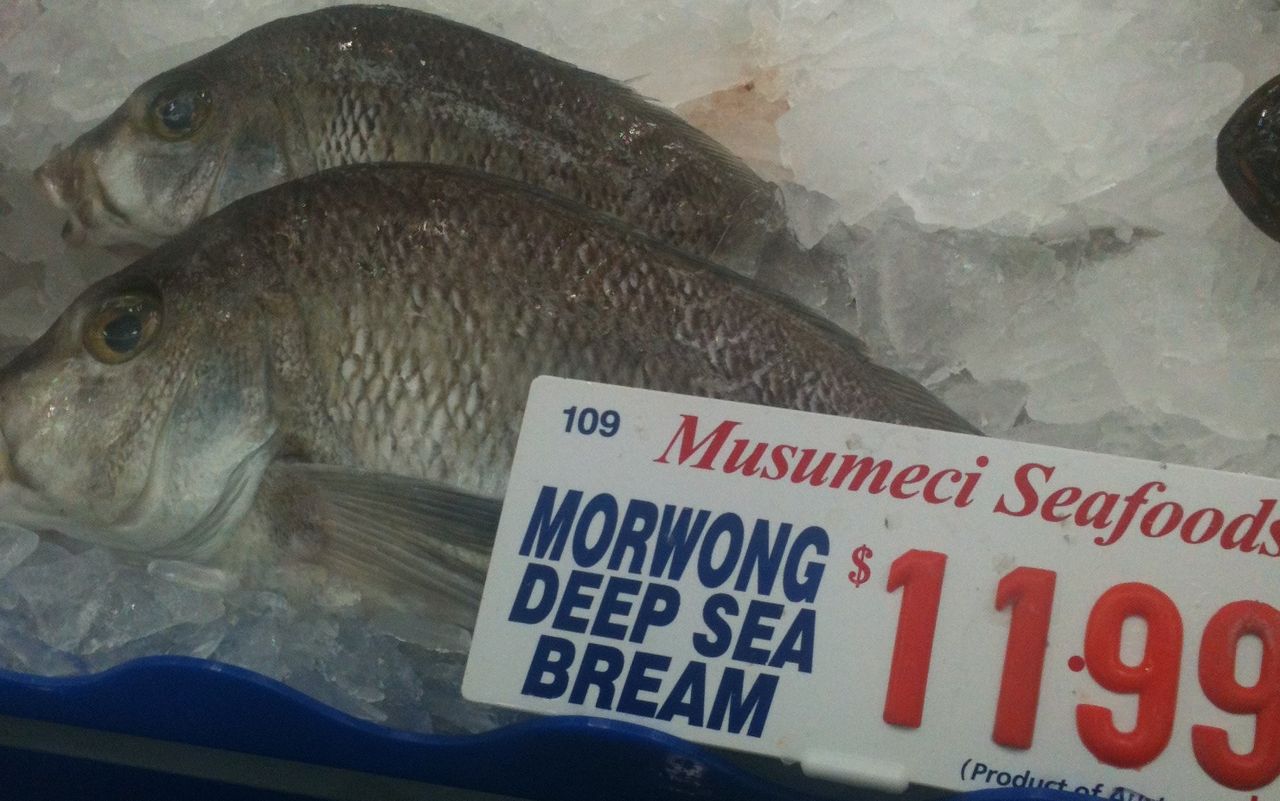 109
Musumeci Seafoods
MORWONG
DEEP SEA
BREAM
$11.99
(Product of